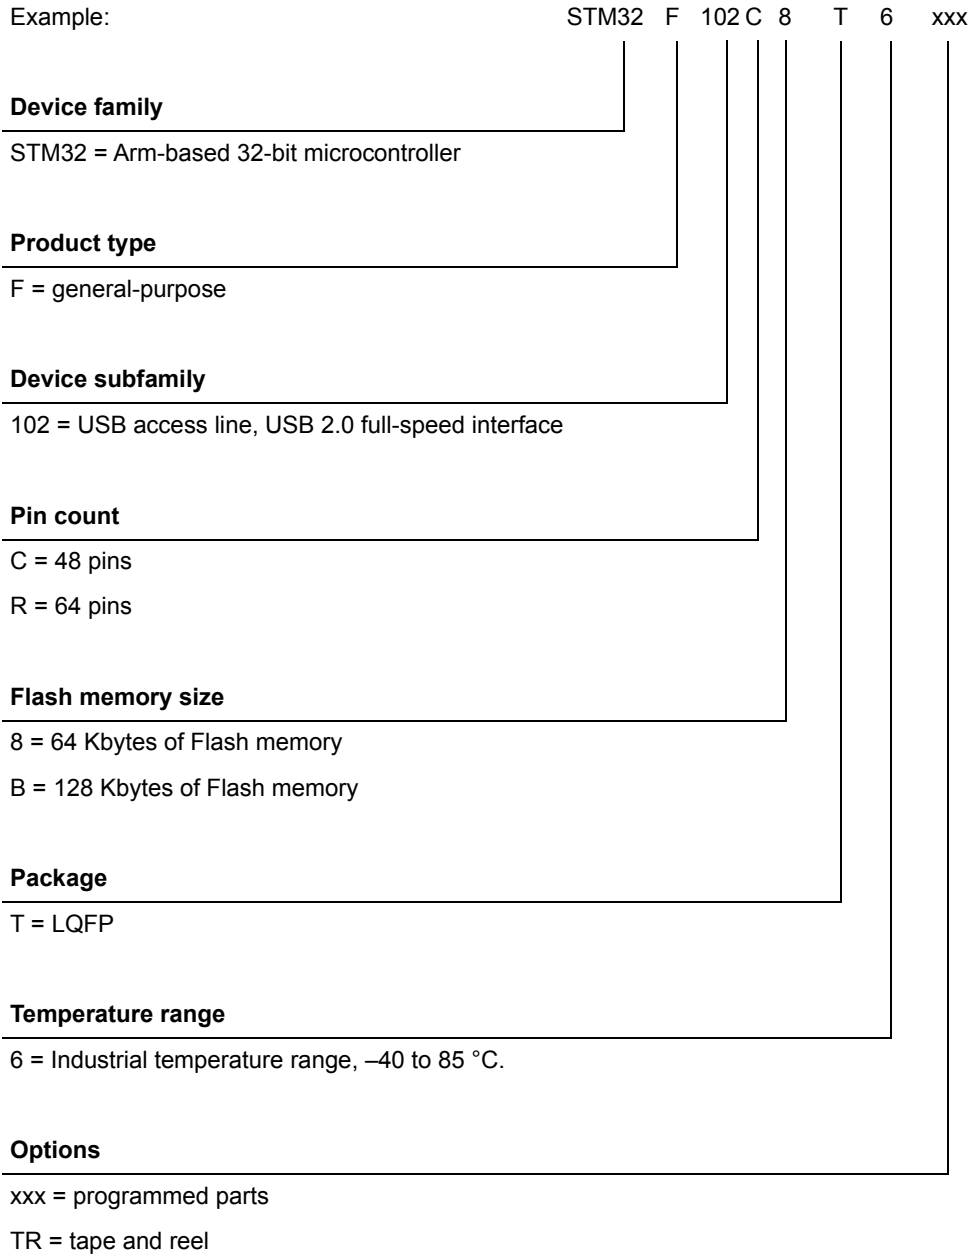 Example: STM32 F 102 C 8 T 6 xxx
Device family
STM32 = Arm-based 32-bit microcontroller
Product type
F = general-purpose
Device subfamily
102 = USB access line, USB 2.0 full-speed interface
Pin count
C = 48 pins
R = 64 pins
Flash memory size
8 = 64 Kbytes of Flash memory
B = 128 Kbytes of Flash memory
Package
T = LQFP
Temperature range
6 = Industrial temperature range, –40 to 85 °C.
Options
xxx = programmed parts
TR = tape and reel